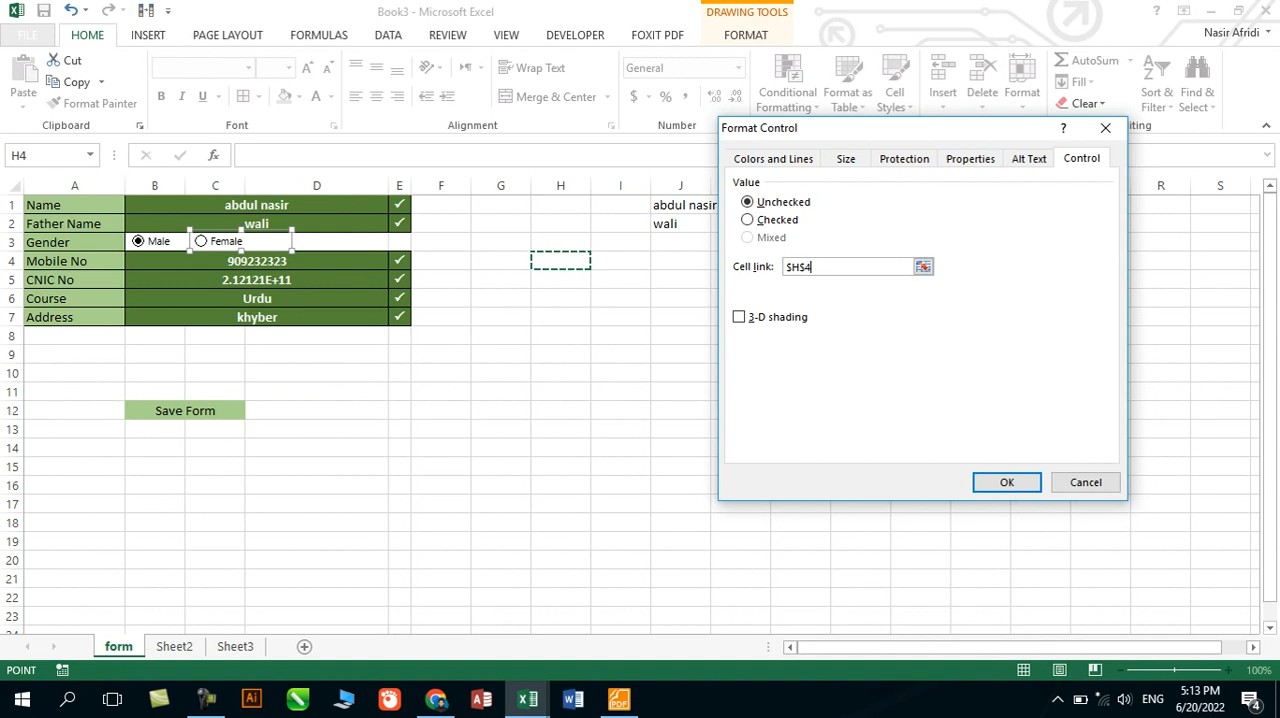 Book3 - Microsoft Excel
DRAWING TOOLS
?
FILE
HOME
INSERT
PAGE LAYOUT
FORMULAS
DATA
REVIEW
VIEW
DEVELOPER
FOXIT PDF
FORMAT
Nasir Afridi
Paste
Cut
Copy
Format Painter
Clipboard
B I U
Font
Wrap Text
Merge & Center
Alignment
General
$ % ,
Number
Conditional
Formatting
Format as
Table
Cell
Styles
Insert
Delete
Format
AutoSum
Fill
Clear
Sort &
Filter
Find &
Select
H4
fx
A B C D E F G H I J R S
1 Name abdul nasir ✓ abdul nasir
2 Father Name wali ✓ wali
3 Gender Male Female
4 Mobile No 909232323 ✓
5 CNIC No 2.12121E+11 ✓
6 Course Urdu ✓
7 Address khyber ✓
8
9
10
11
12 Save Form
13
14
15
16
17
18
19
20
21
22
23
Format Control
?
Colors and Lines
Size
Protection
Properties
Alt Text
Control
Value
Unchecked
Checked
Mixed
Cell link: $H$4
3-D shading
OK
Cancel
form
Sheet2
Sheet3
POINT
100%
ENG
5:13 PM
6/20/2022
4